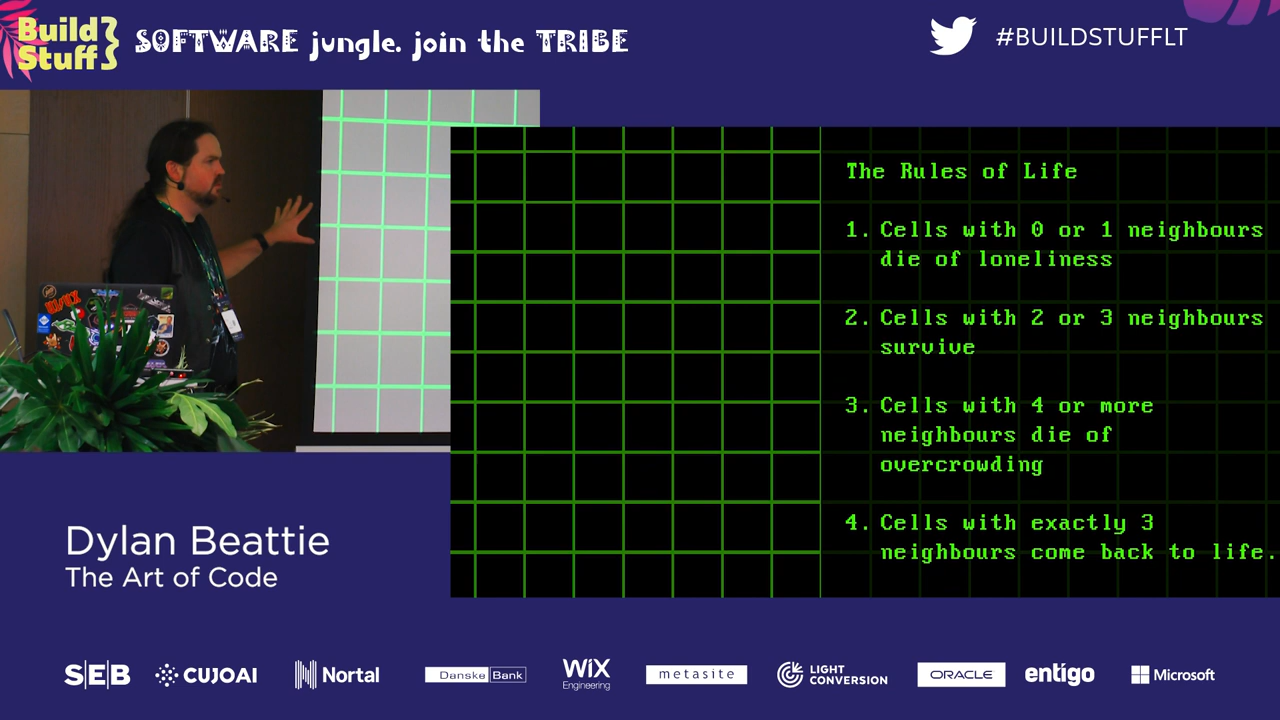 Build
Stuff
SOFTWARE jungle. join the TRIBE
#BUILDSTUFFLT
The Rules of Life
1. Cells with 0 or 1 neighbours
die of loneliness
2. Cells with 2 or 3 neighbours
survive
3. Cells with 4 or more
neighbours die of
overcrowding
4. Cells with exactly 3
neighbours come back to life.
Dylan Beattie
The Art of Code
SEB
CUJOAI
Nortal
Danske Bank
WiX
Engineering
metasite
LIGHT
CONVERSION
ORACLE
entigo
Microsoft